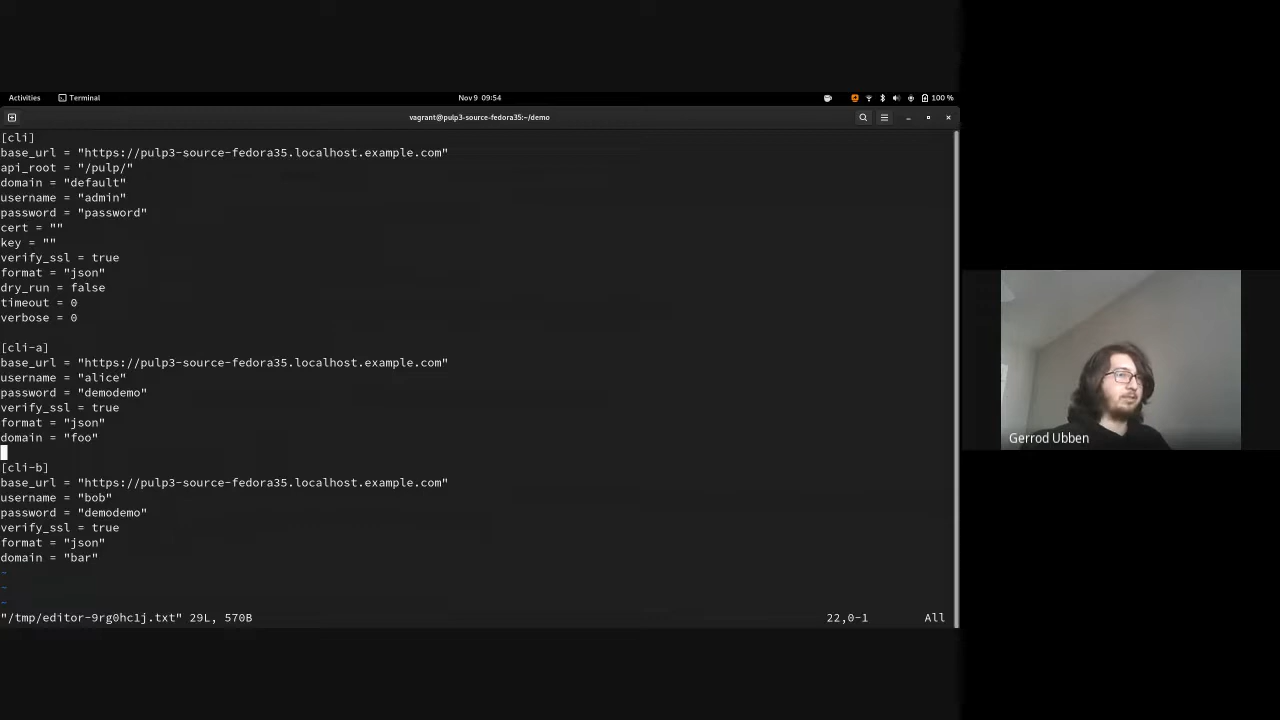 Activities
Terminal
Nov 9 09:54
100 %
vagrant@pulp3-source-fedora35:~/demo
[cli]
base_url = "https://pulp3-source-fedora35.localhost.example.com"
api_root = "/pulp/"
domain = "default"
username = "admin"
password = "password"
cert = ""
key = ""
verify_ssl = true
format = "json"
dry_run = false
timeout = 0
verbose = 0
[cli-a]
base_url = "https://pulp3-source-fedora35.localhost.example.com"
username = "alice"
password = "demodemo"
verify_ssl = true
format = "json"
domain = "foo"
[cli-b]
base_url = "https://pulp3-source-fedora35.localhost.example.com"
username = "bob"
password = "demodemo"
verify_ssl = true
format = "json"
domain = "bar"
~
~
~
"/tmp/editor-9rg0hc1j.txt" 29L, 570B 22,0-1 All
Gerrod Ubben